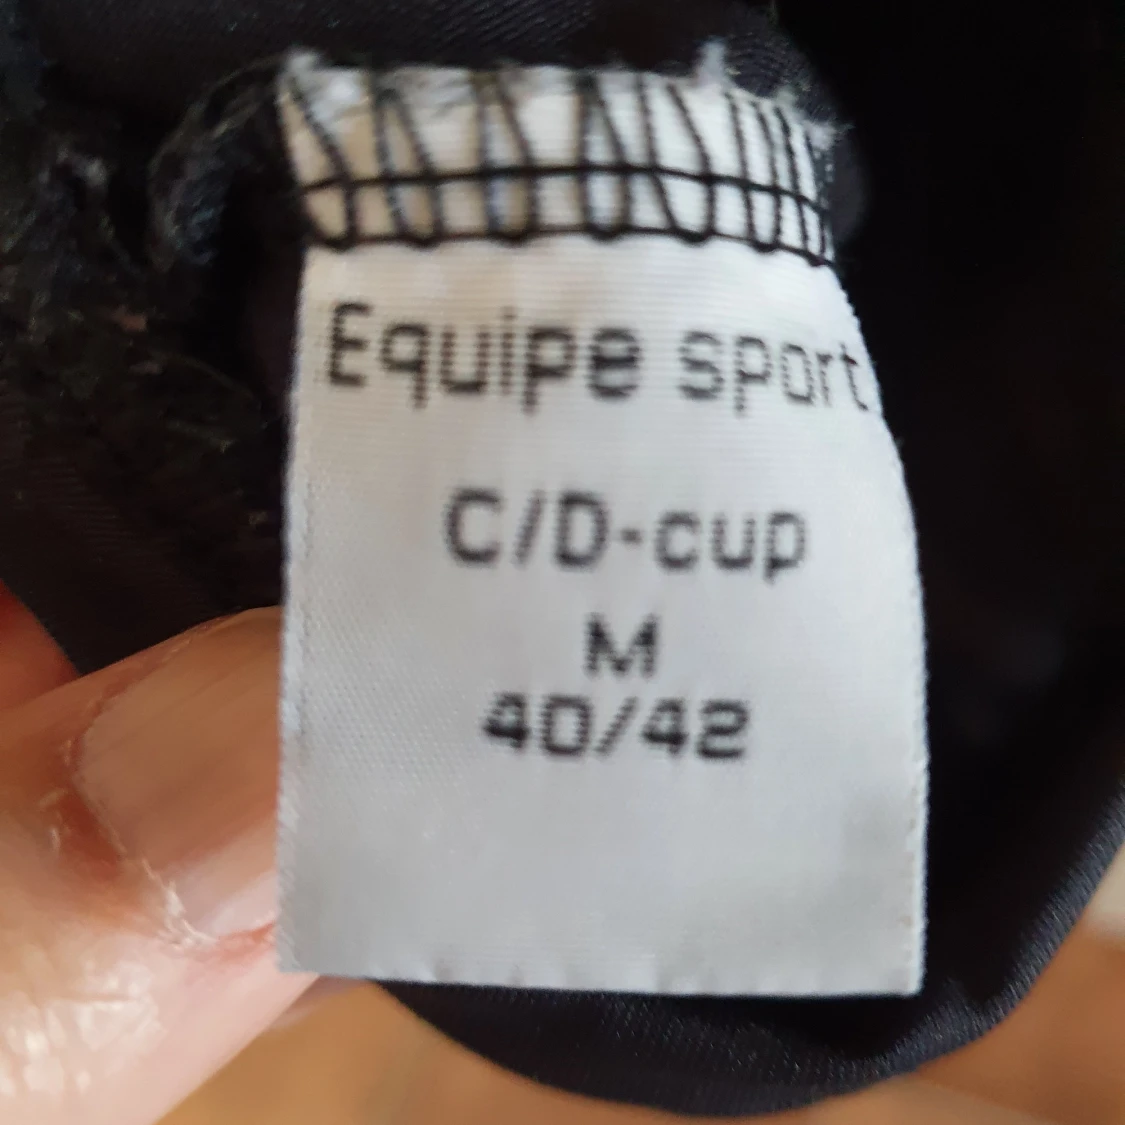 Equipe sport
C/D-cup
M
40/42